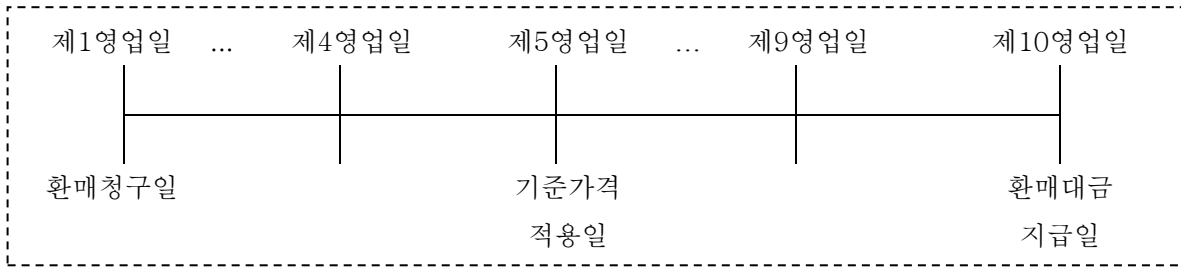 제1영업일 ... 제4영업일 제5영업일 ... 제9영업일 제10영업일
환매청구일 기준가격 환매대금
적용일 지급일